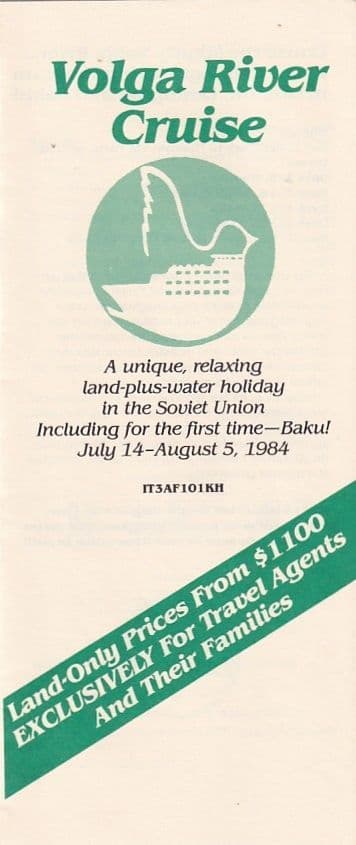 Volga River
Cruise
A unique, relaxing
land-plus-water holiday
in the Soviet Union
Including for the first time—Baku!
July 14–August 5, 1984
IT3AF101KH
Land-Only Prices From $1100
EXCLUSIVELY For Travel Agents
And Their Families